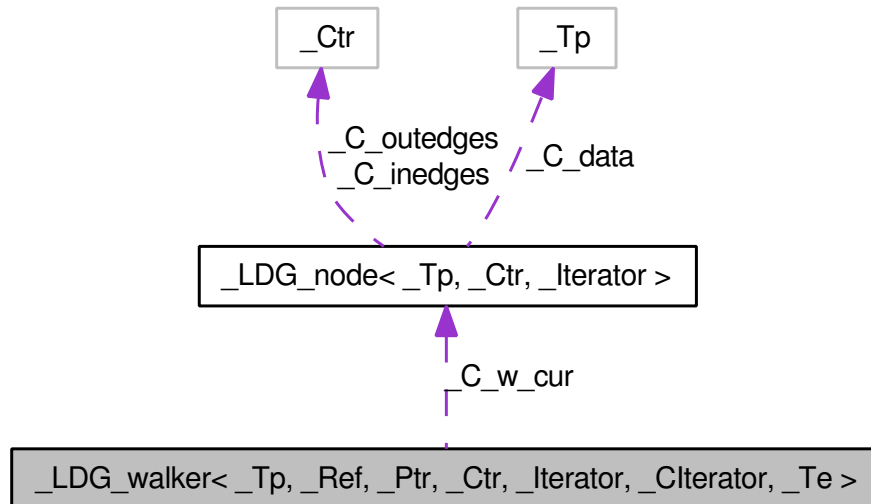 _Ctr
_Tp
_C_outedges
_C_inedges
_C_data
_LDG_node< _Tp, _Ctr, _Iterator >
_C_w_cur
_LDG_walker< _Tp, _Ref, _Ptr, _Ctr, _Iterator, _CIterator, _Te >